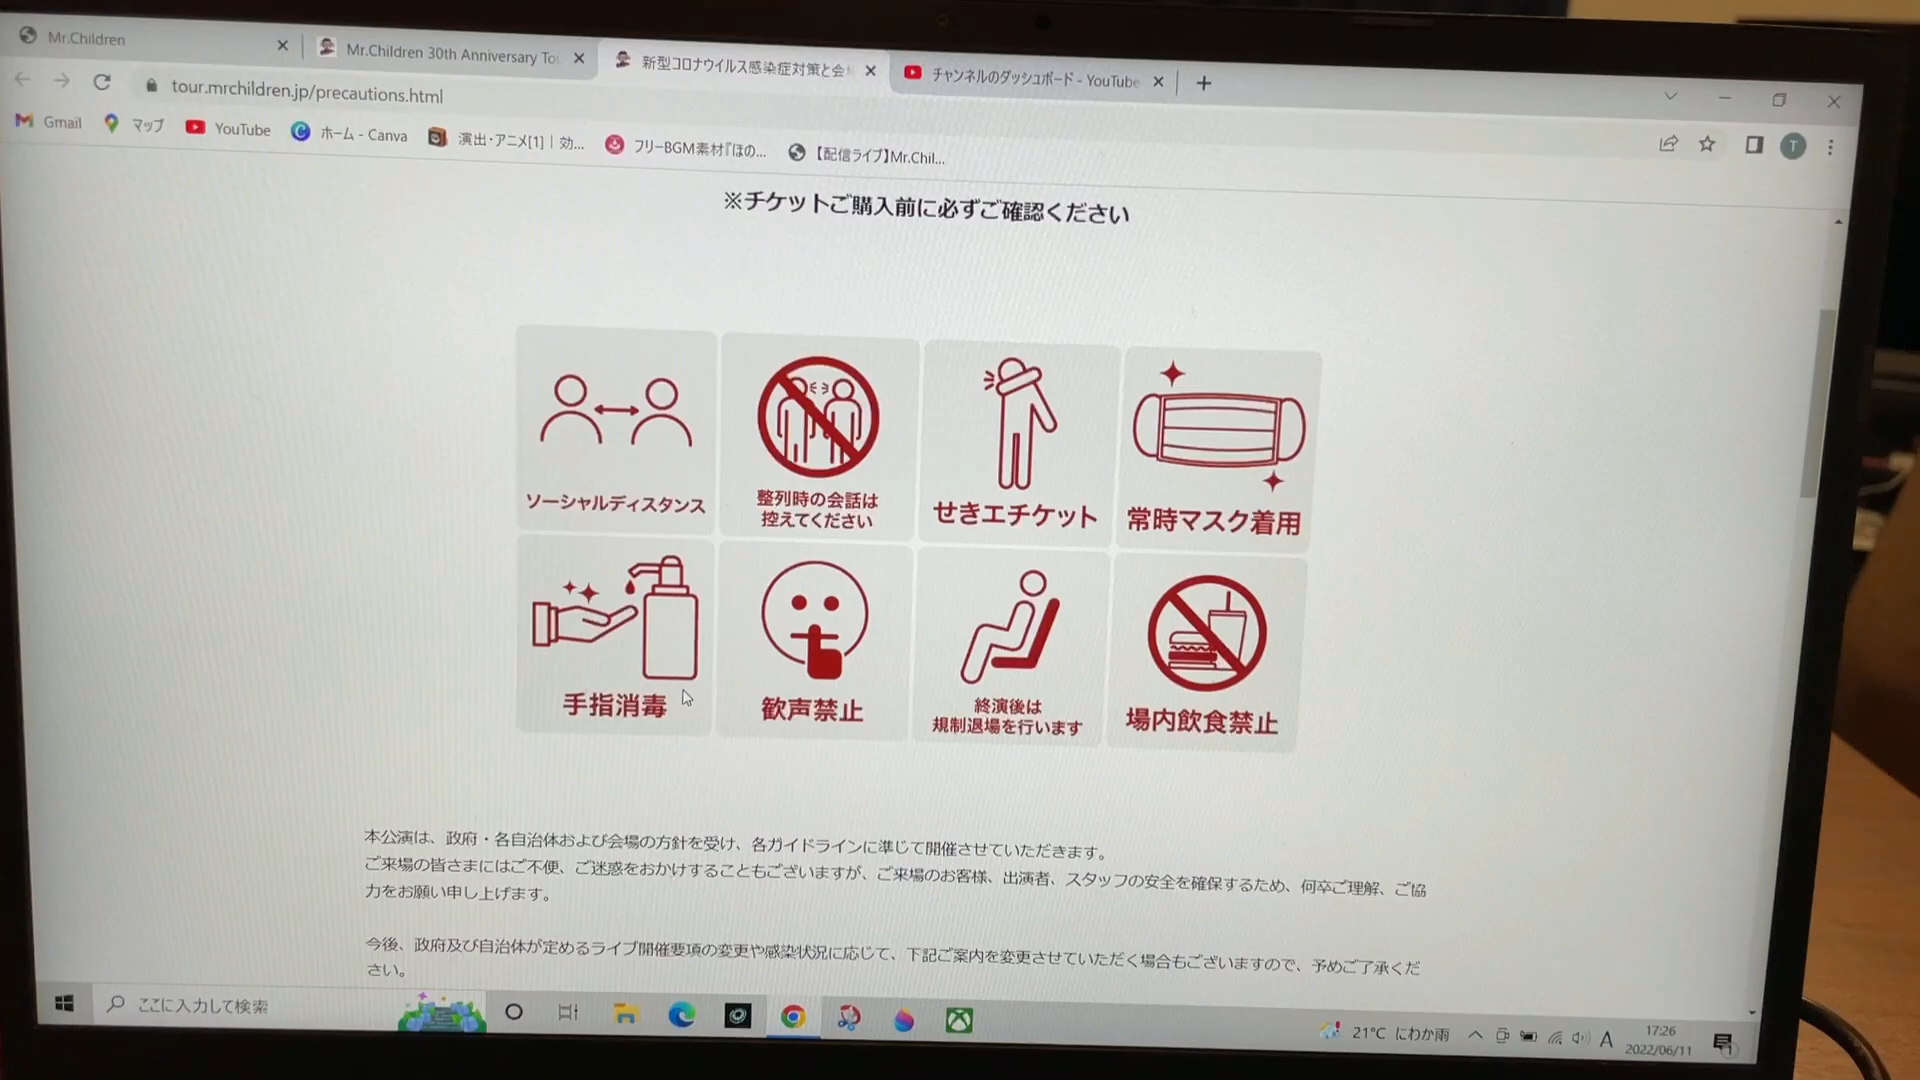 Mr.Children
Mr.Children 30th Anniversary To
新型コロナウイルス感染症対策と会
チャンネルのダッシュボード - YouTube
tour.mrchildren.jp/precautions.html
Gmail
マップ
YouTube
ホーム - Canva
演出・アニメ[1] | 効...
フリーBGM素材『ほの...
【配信ライブ】Mr.Chil...
T
※チケットご購入前に必ずご確認ください
ソーシャルディスタンス
整列時の会話は
控えてください
せきエチケット
常時マスク着用
手指消毒
歓声禁止
終演後は
規制退場を行います
場内飲食禁止
本公演は、政府・各自治体および会場の方針を受け、各ガイドラインに準じて開催させていただきます。
ご来場の皆さまにはご不便、ご迷惑をおかけすることもございますが、ご来場のお客様、出演者、スタッフの安全を確保するため、何卒ご理解、ご協
力をお願い申し上げます。
今後、政府及び自治体が定めるライブ開催要項の変更や感染状況に応じて、下記ご案内を変更させていただく場合もございますので、予めご了承くだ
さい。
ここに入力して検索
21°C にわか雨
A
17:26
2022/06/11
1